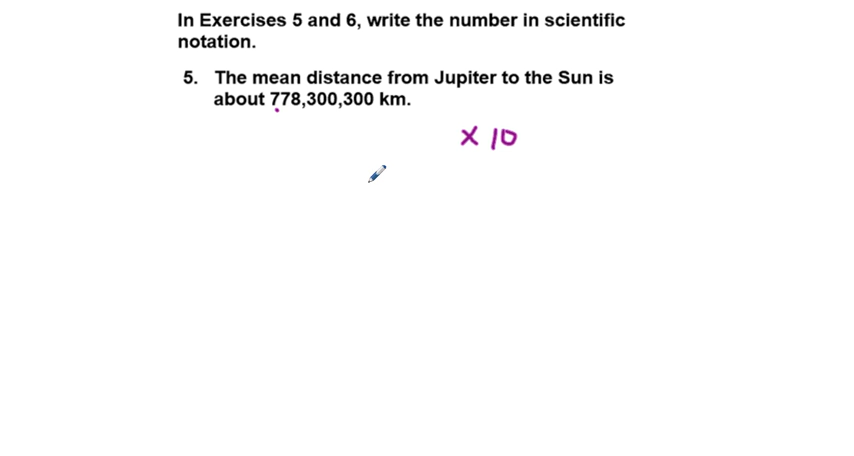 In Exercises 5 and 6, write the number in scientific
notation.
5. The mean distance from Jupiter to the Sun is
about 778,300,300 km.
x 10